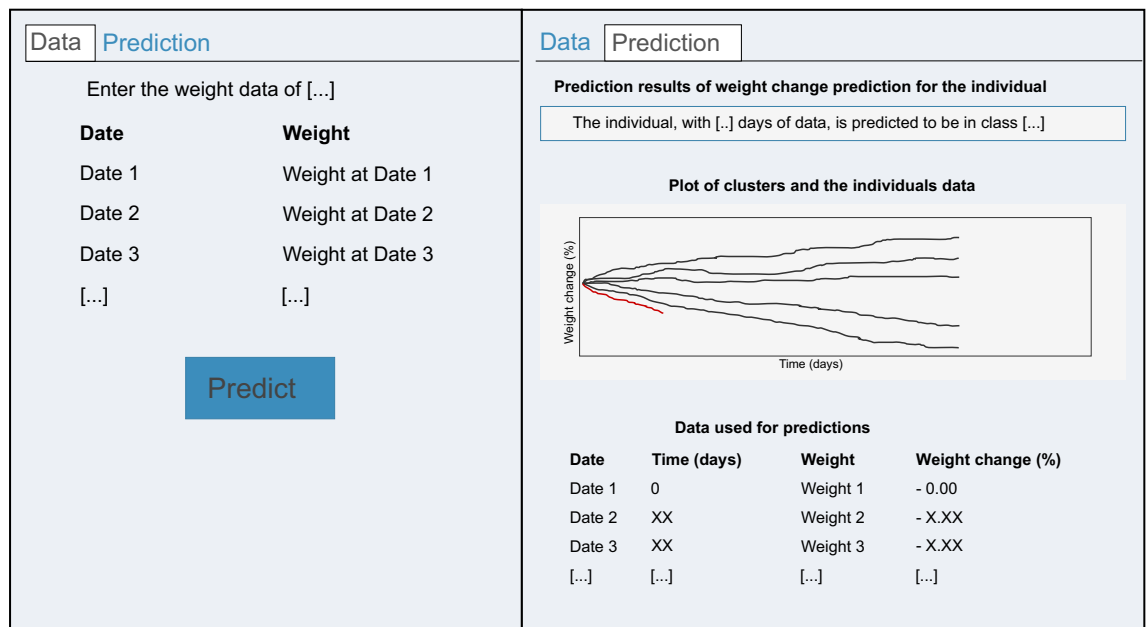 Data Prediction
Enter the weight data of [...]
Date Weight
Date 1 Weight at Date 1
Date 2 Weight at Date 2
Date 3 Weight at Date 3
[...] [...]
Predict
Data Prediction
Prediction results of weight change prediction for the individual
The individual, with [..] days of data, is predicted to be in class [...]
Plot of clusters and the individuals data
Weight change (%)
Time (days)
Data used for predictions
Date Time (days) Weight Weight change (%)
Date 1 0 Weight 1 - 0.00
Date 2 XX Weight 2 - X.XX
Date 3 XX Weight 3 - X.XX
[...] [...] [...] [...]